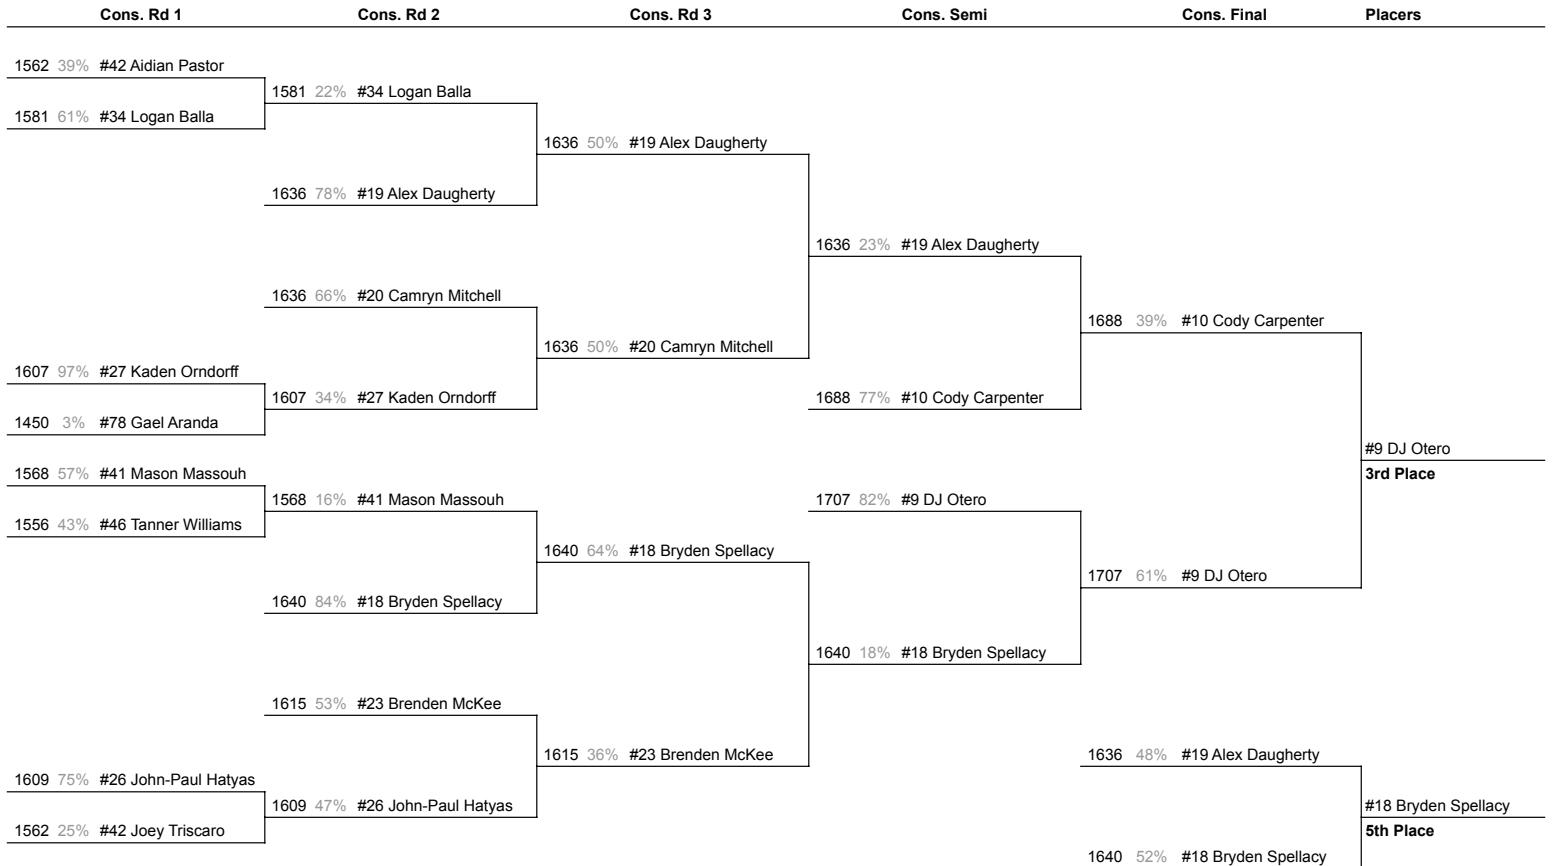 Cons. Rd 1 Cons. Rd 2 Cons. Rd 3 Cons. Semi Cons. Final Placers
1562 39% #42 Aidian Pastor
1581 22% #34 Logan Balla
1581 61% #34 Logan Balla
1636 50% #19 Alex Daugherty
1636 78% #19 Alex Daugherty
1636 23% #19 Alex Daugherty
1636 66% #20 Camryn Mitchell
1688 39% #10 Cody Carpenter
1636 50% #20 Camryn Mitchell
1607 97% #27 Kaden Orndorff
1607 34% #27 Kaden Orndorff
1688 77% #10 Cody Carpenter
1450 3% #78 Gael Aranda
#9 DJ Otero
3rd Place
1568 57% #41 Mason Massouh
1568 16% #41 Mason Massouh
1707 82% #9 DJ Otero
1556 43% #46 Tanner Williams
1640 64% #18 Bryden Spellacy
1707 61% #9 DJ Otero
1640 84% #18 Bryden Spellacy
1640 18% #18 Bryden Spellacy
1615 53% #23 Brenden McKee
1615 36% #23 Brenden McKee
1636 48% #19 Alex Daugherty
1609 75% #26 John-Paul Hatyas
1609 47% #26 John-Paul Hatyas
#18 Bryden Spellacy
1562 25% #42 Joey Triscaro
5th Place
1640 52% #18 Bryden Spellacy